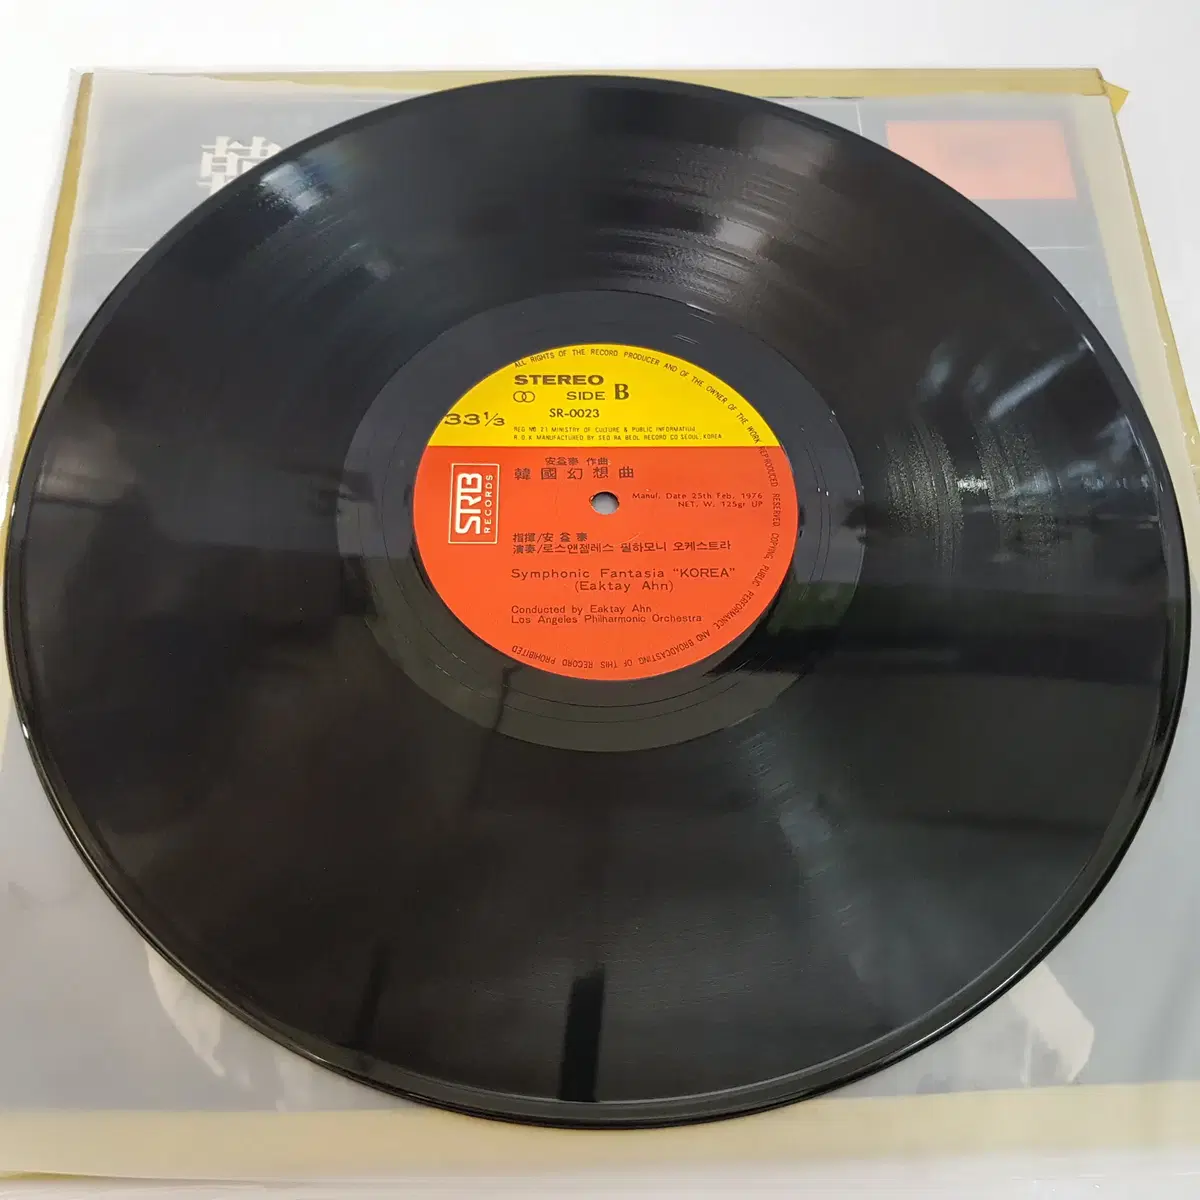 韓
ALL RIGHTS OF THE RECORD PRODUCER AND OF THE OWNER OF THE WORK REPRODUCED RESERVED. COPYING, PUBLIC PERFORMANCE AND BROADCASTING OF THIS RECORD PROHIBITED
STEREO
SIDE B
33 1/3
SR-0023
REG NO 21 MINISTRY OF CULTURE & PUBLIC INFORMATION
R.O.K MANUFACTURED BY SEO RA BEOL RECORD CO SEOUL, KOREA
SRB
RECORDS
安益泰 作曲
韓國幻想曲
Manuf. Date 25th Feb. 1976
NET. W. 125gr UP
指揮/安益泰
演奏/로스앤젤레스 필하모니 오케스트라
Symphonic Fantasia "KOREA"
(Eaktay Ahn)
Conducted by Eaktay Ahn
Los Angeles Philharmonic Orchestra